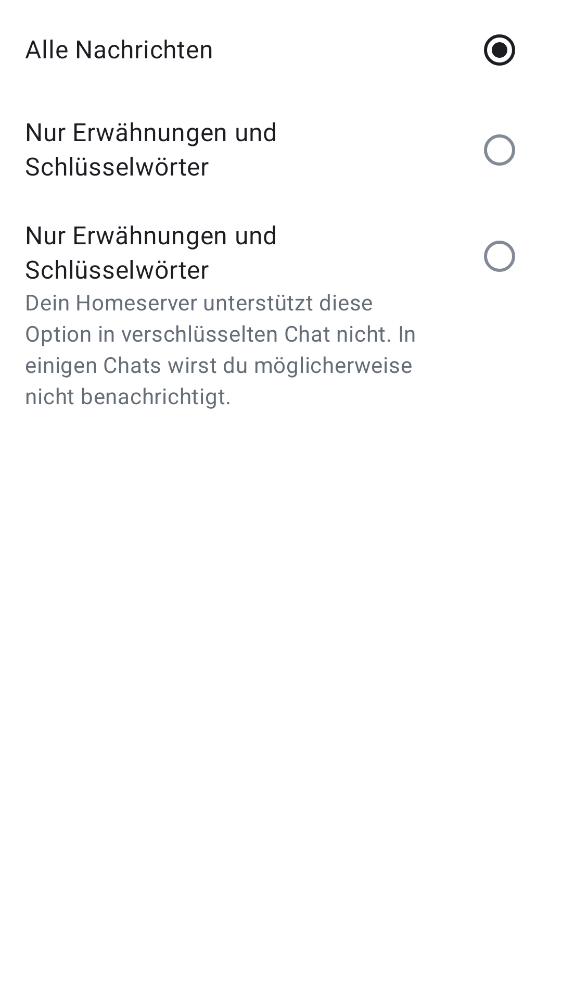 Alle Nachrichten
Nur Erwähnungen und
Schlüsselwörter
Nur Erwähnungen und
Schlüsselwörter
Dein Homeserver unterstützt diese
Option in verschlüsselten Chat nicht. In
einigen Chats wirst du möglicherweise
nicht benachrichtigt.